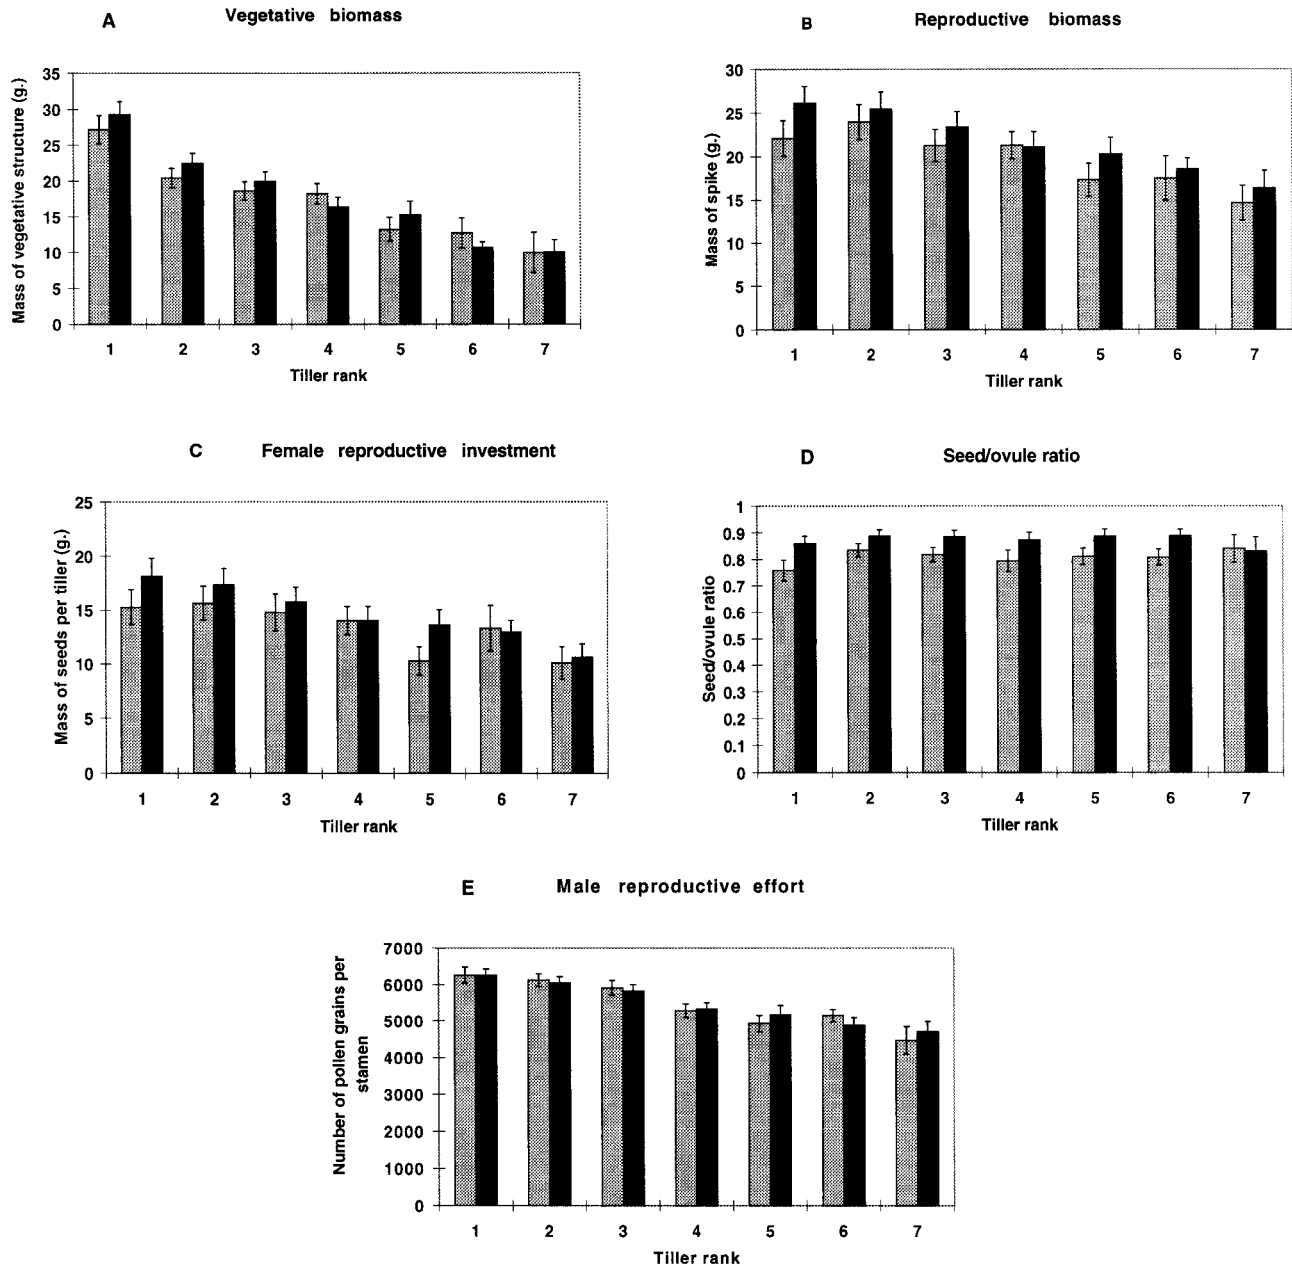 A Vegetative biomass
Mass of vegetative structure (g.)
35
30
25
20
15
10
5
0
1 2 3 4 5 6 7
Tiller rank
B Reproductive biomass
Mass of spike (g.)
30
25
20
15
10
5
0
1 2 3 4 5 6 7
Tiller rank
C Female reproductive investment
Mass of seeds per tiller (g.)
25
20
15
10
5
0
1 2 3 4 5 6 7
Tiller rank
D Seed/ovule ratio
Seed/ovule ratio
1
0.9
0.8
0.7
0.6
0.5
0.4
0.3
0.2
0.1
0
1 2 3 4 5 6 7
Tiller rank
E Male reproductive effort
Number of pollen grains per
stamen
7000
6000
5000
4000
3000
2000
1000
0
1 2 3 4 5 6 7
Tiller rank